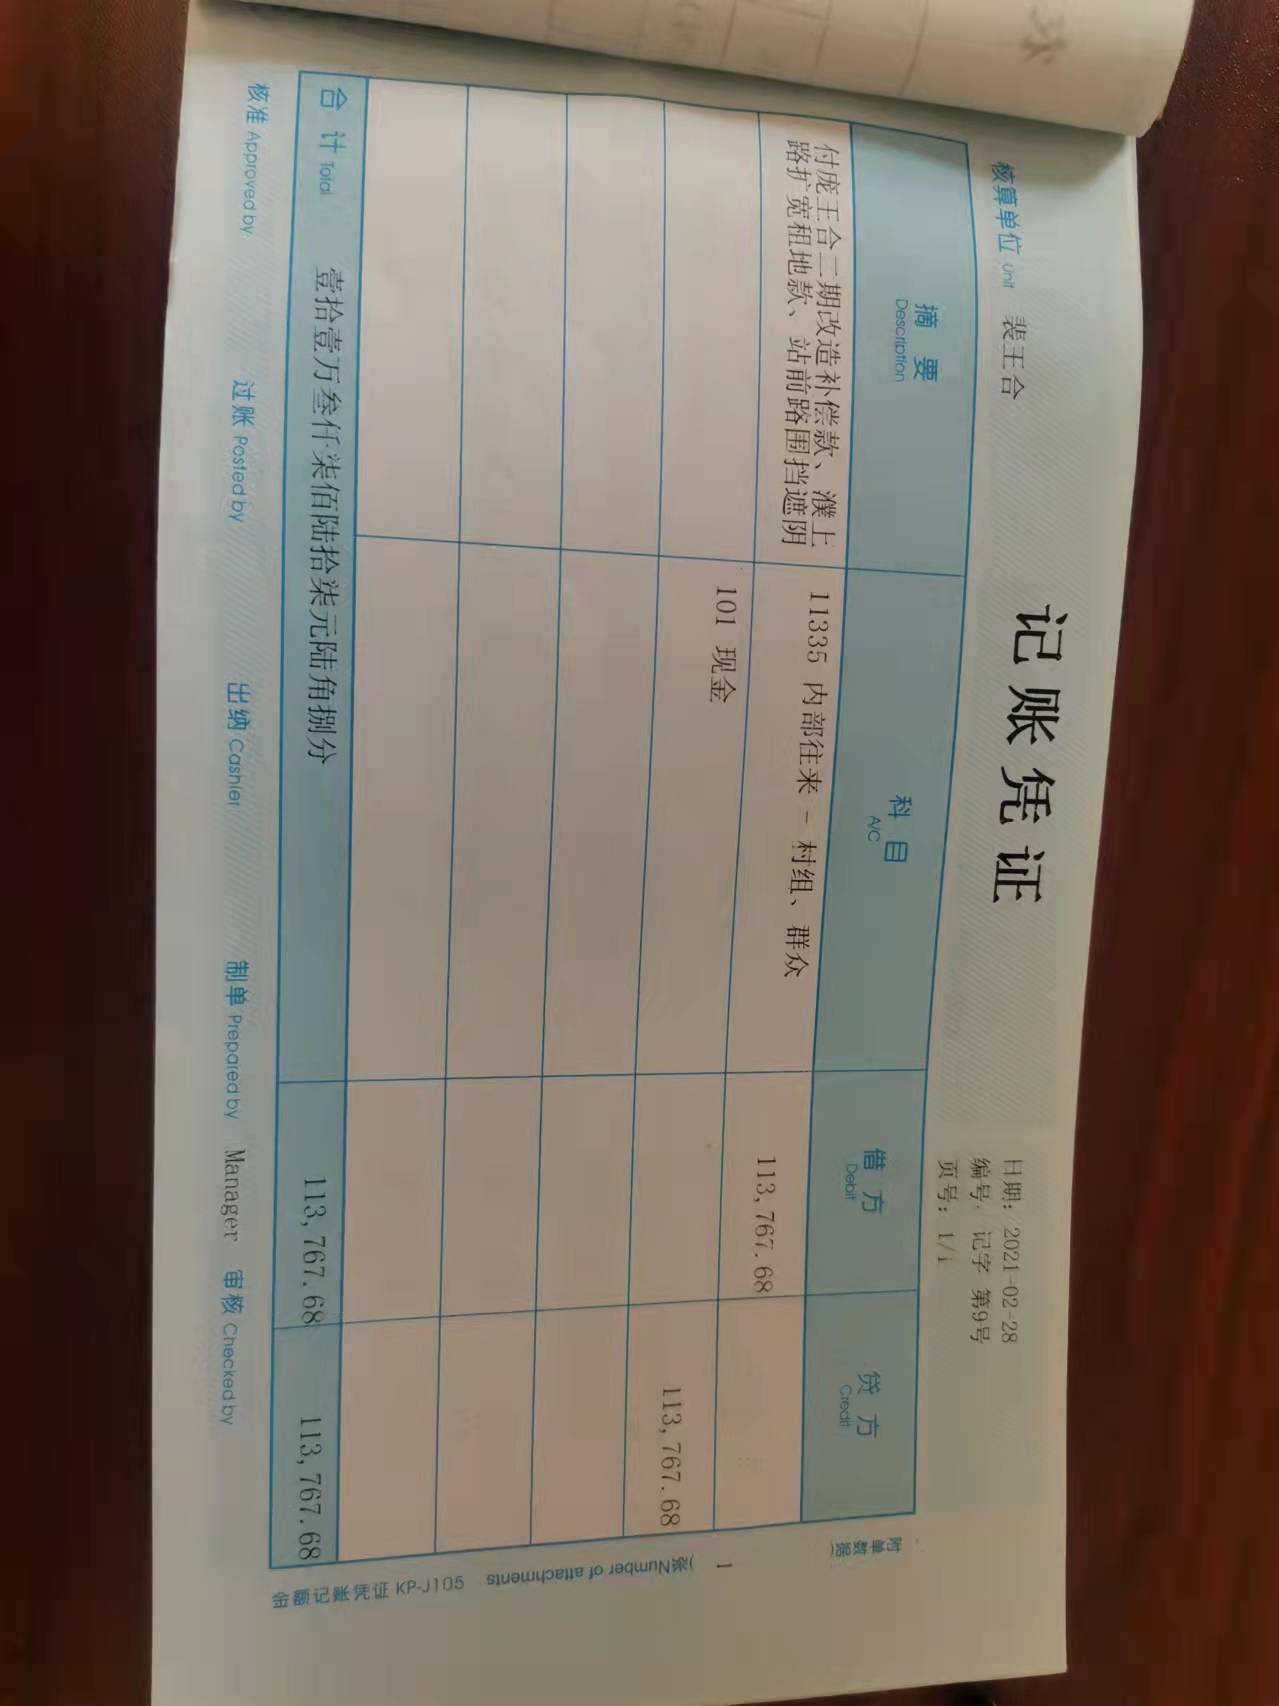 记账凭证
核算单位 Unit 裴王合
日期: 2021-02-28
编号: 记字 第9号
页号: 1/1
摘 要 Description 科 目 A/C 借 方 Debit 贷 方 Credit
付庞王合二期改造补偿款、濮上
路扩宽租地款、站前路围挡遮阴
11335 内部往来 - 村组、群众 113,767.68
101 现金 113,767.68
合 计 Total 壹拾壹万叁仟柒佰陆拾柒元陆角捌分 113,767.68 113,767.68
核准 Approved by 过账 Posted by 出纳 Cashier 制单 Prepared by Manager 审核 Checked by
附单数据( 1 )张Number of attachments
金额记账凭证 KP-J105